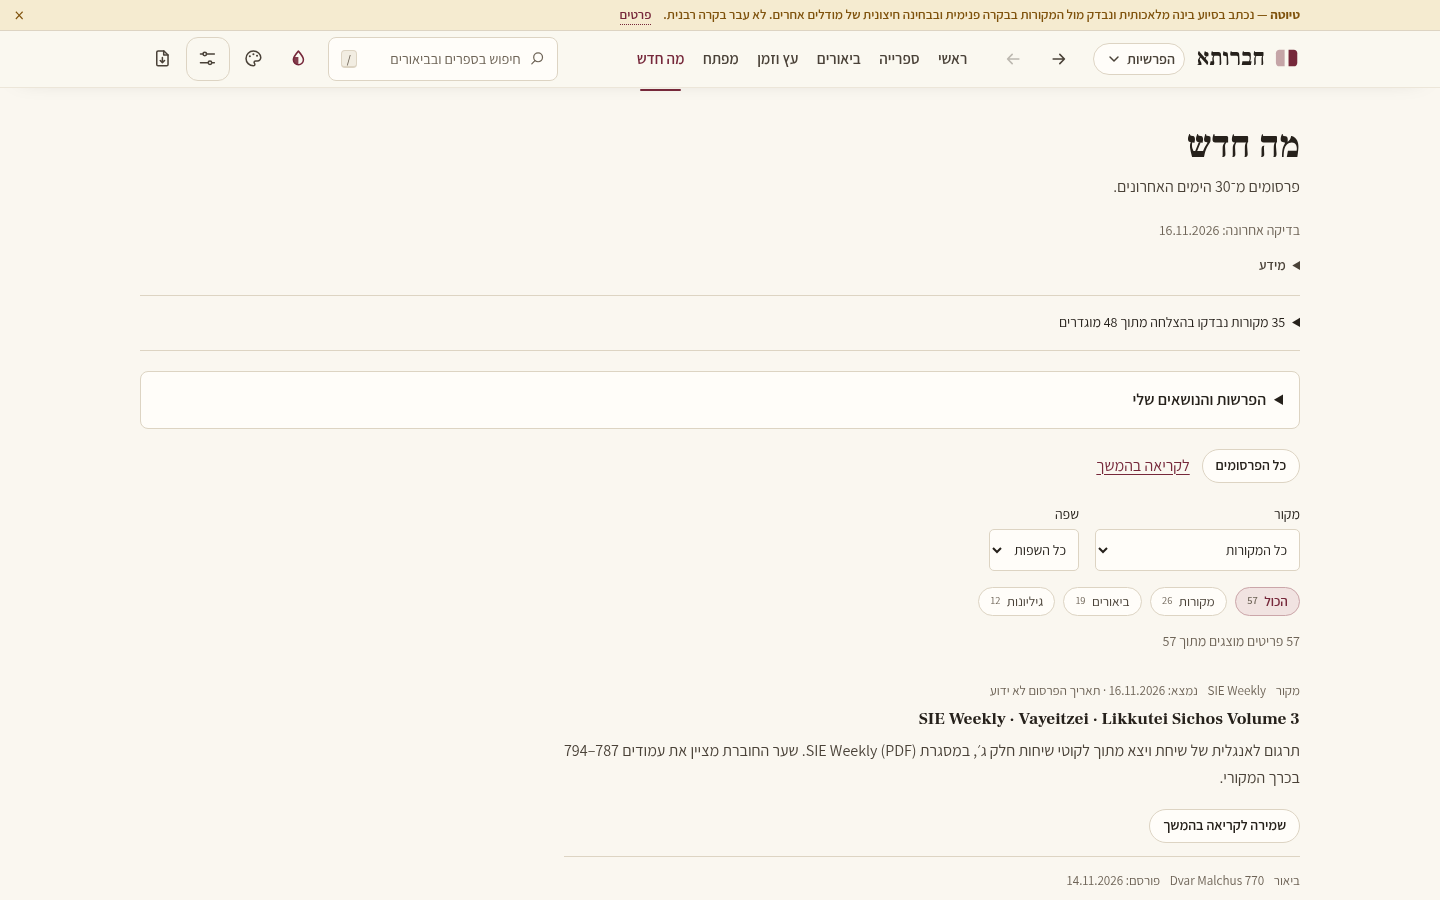 טיוטה — נכתב בסיוע בינה מלאכותית ונבדק מול המקורות בבקרה פנימית ובבחינה חיצונית של מודלים אחרים. לא עבר בקרה רבנית. פרטים ×
חברותא הפרשיות → ← ראשי ספרייה ביאורים עץ וזמן מפתח מה חדש חיפוש בספרים ובביאורים /
מה חדש
פרסומים מ־30 הימים האחרונים.
בדיקה אחרונה: 16.11.2026
מידע
35 מקורות נבדקו בהצלחה מתוך 48 מוגדרים
הפרשות והנושאים שלי
כל הפרסומים לקריאה בהמשך
מקור שפה
כל המקורות כל השפות
הכול 57 מקורות 26 ביאורים 19 גיליונות 12
57 פריטים מוצגים מתוך 57
מקור SIE Weekly נמצא: 16.11.2026 · תאריך הפרסום לא ידוע
SIE Weekly · Vayeitzei · Likkutei Sichos Volume 3
תרגום לאנגלית של שיחת ויצא מתוך לקוטי שיחות חלק ג׳, במסגרת SIE Weekly (PDF). שער החוברת מציין את עמודים 787–794
בכרך המקורי.
שמירה לקריאה בהמשך
ביאור Dvar Malchus 770 פורסם: 14.11.2026